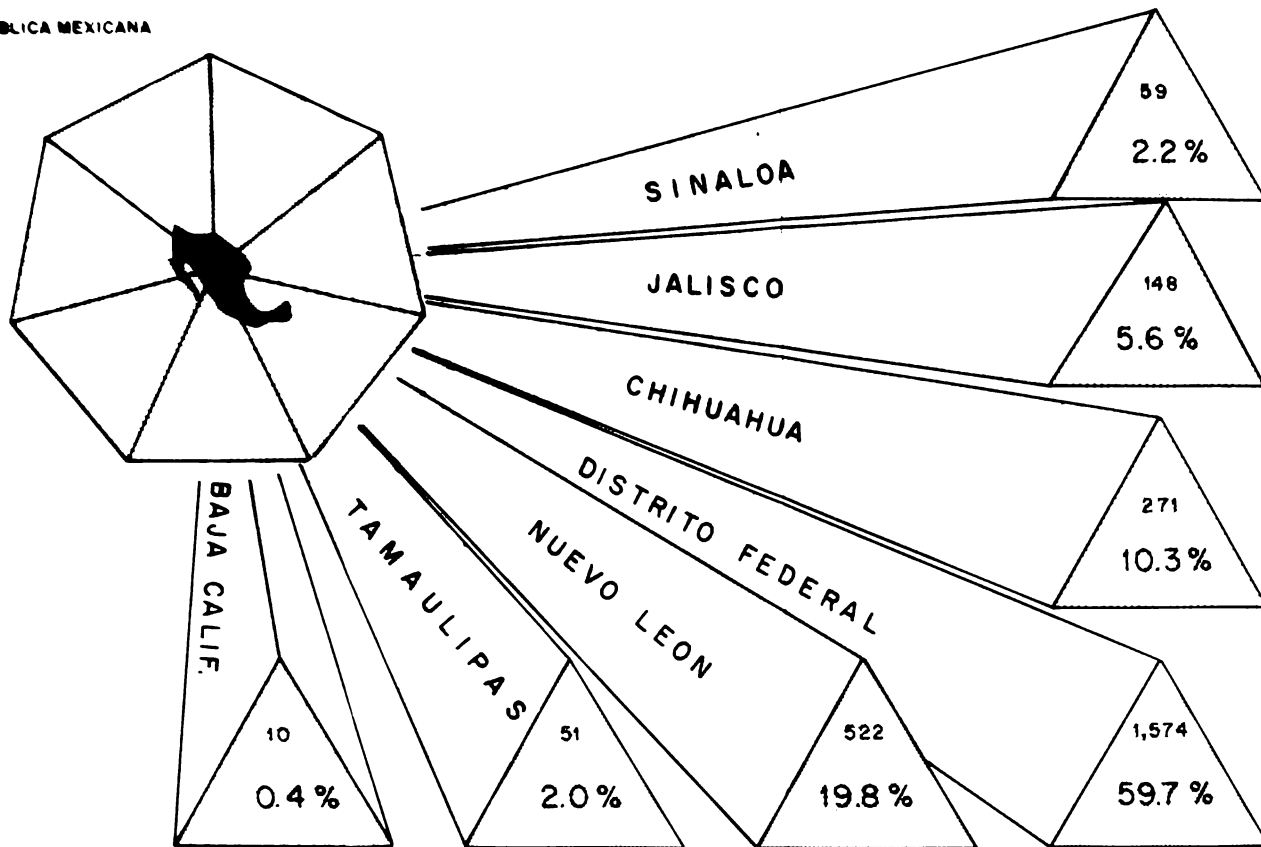 BLICA MEXICANA
SINALOA
59
2.2 %
JALISCO
148
5.6 %
CHIHUAHUA
271
10.3 %
DISTRITO FEDERAL
1,574
59.7 %
NUEVO LEON
522
19.8 %
TAMAULIPAS
51
2.0 %
BAJA CALIF.
10
0.4 %